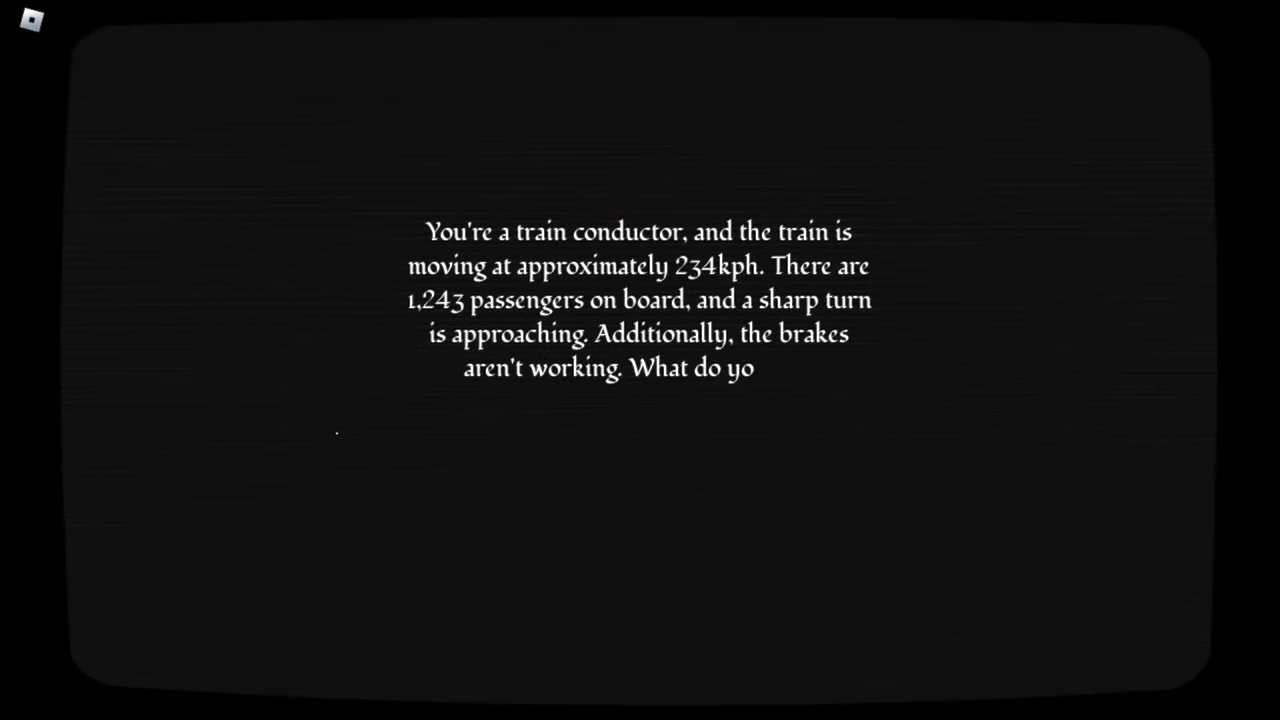 You're a train conductor, and the train is
moving at approximately 234kph. There are
1,243 passengers on board, and a sharp turn
is approaching. Additionally, the brakes
aren't working. What do yo